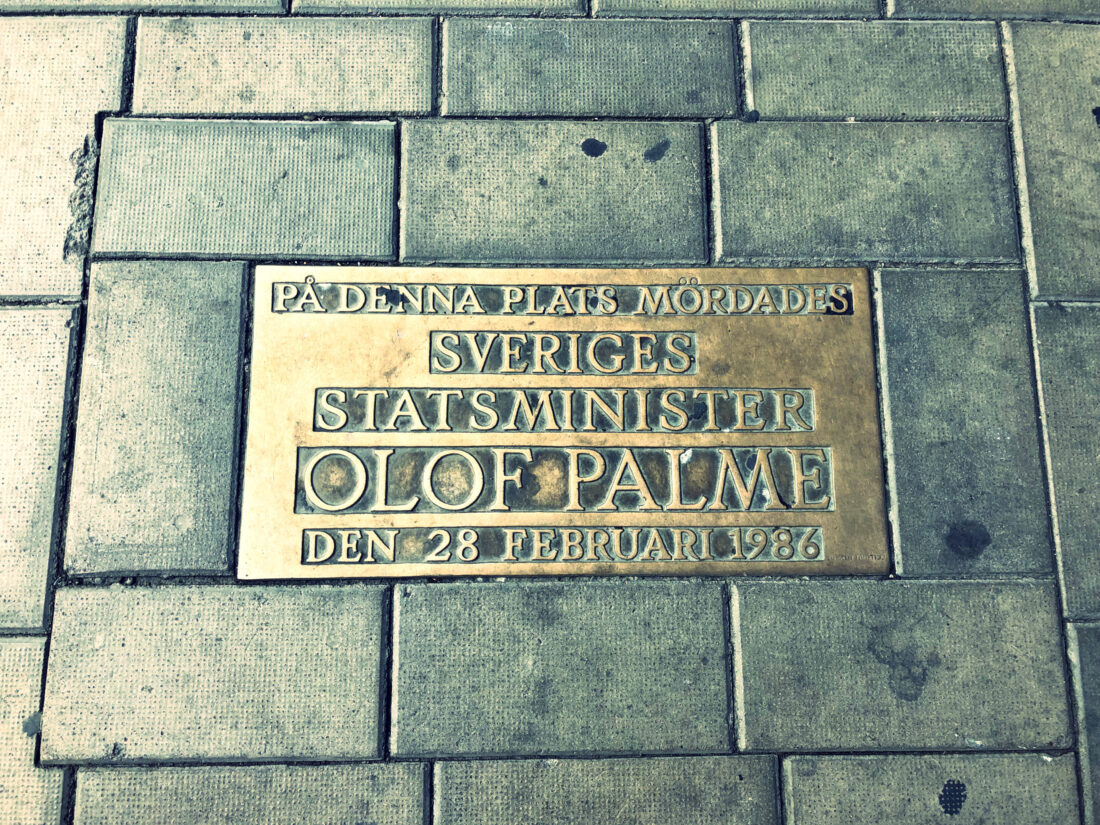 PÅ DENNA PLATS MÖRDADES
SVERIGES
STATSMINISTER
OLOF PALME
DEN 28 FEBRUARI 1986